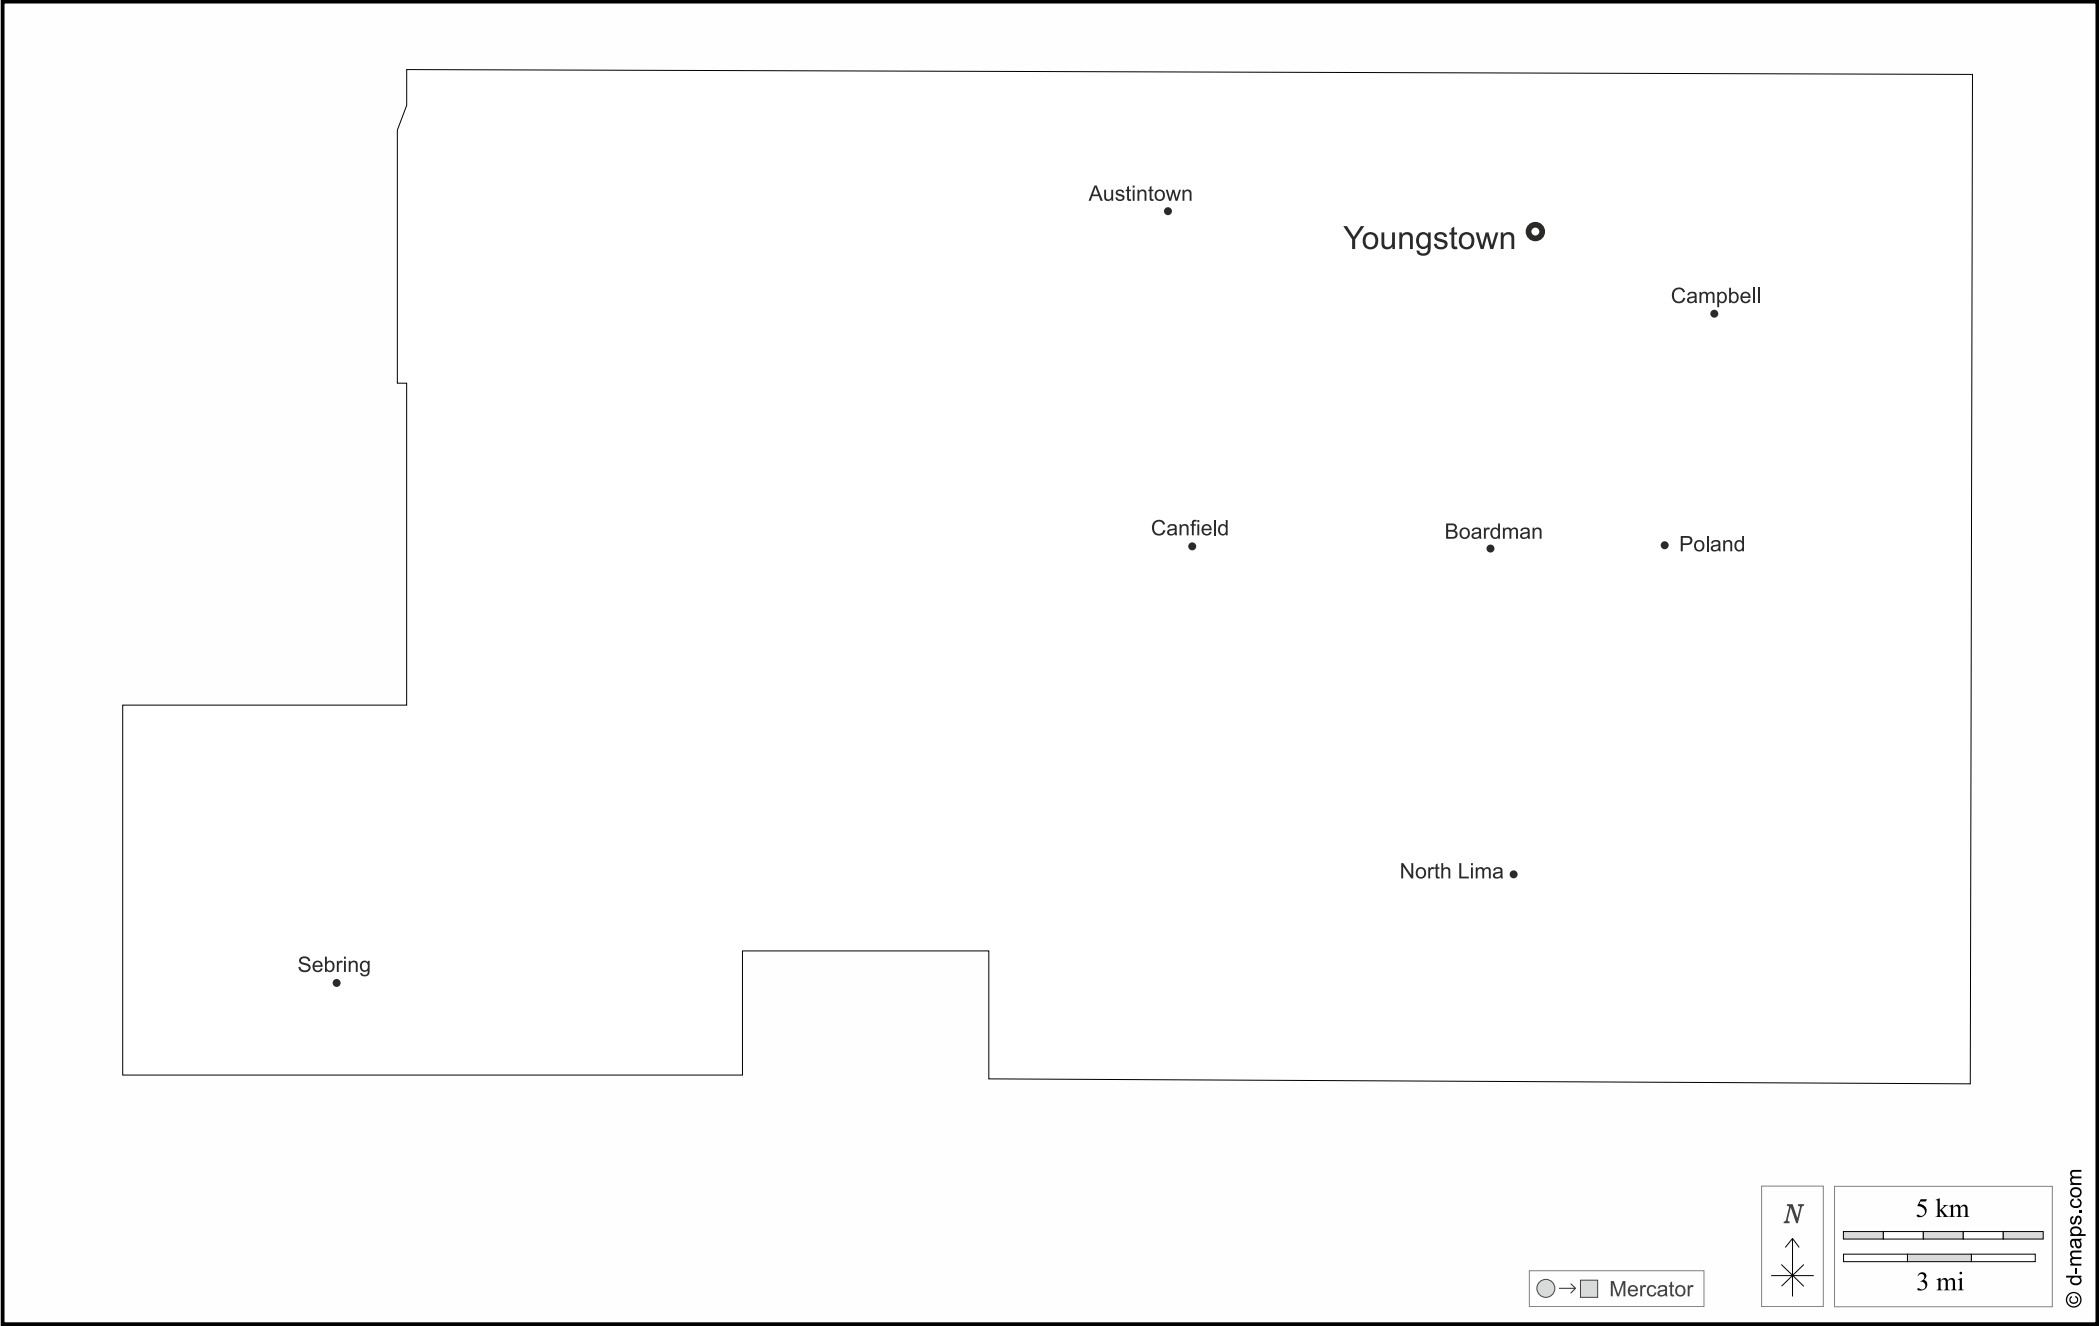 Austintown
Youngstown
Campbell
Canfield
Boardman
Poland
North Lima
Sebring
N
5 km
3 mi
Mercator
© d-maps.com